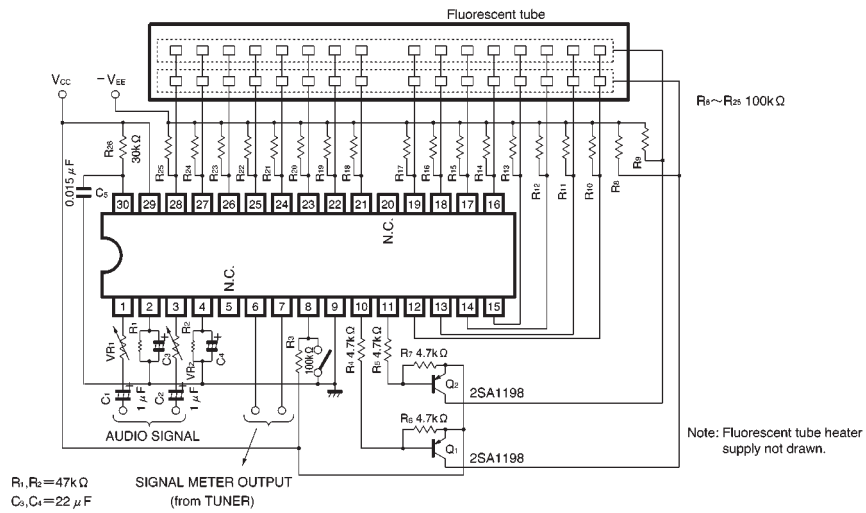 Fluorescent tube
VCC
−VEE
R8~R25 100kΩ
R26
30kΩ
R25
R24
R23
R22
R21
R20
R19
R18
R17
R16
R15
R14
R13
R12
R11
R10
R8
R9
0.015 μF
C5
30 29 28 27 26 25 24 23 22 21 20 19 18 17 16
N.C.
N.C.
1 2 3 4 5 6 7 8 9 10 11 12 13 14 15
VR1
R1
C3
R2
VR2
C4
R3
100kΩ
R4 4.7kΩ
R5 4.7kΩ
R7 4.7kΩ
Q2
2SA1198
C1
1 μF
C2
1 μF
AUDIO SIGNAL
R6 4.7kΩ
Q1
2SA1198
Note: Fluorescent tube heater
supply not drawn.
R1,R2=47kΩ
C3,C4=22 μF
SIGNAL METER OUTPUT
(from TUNER)